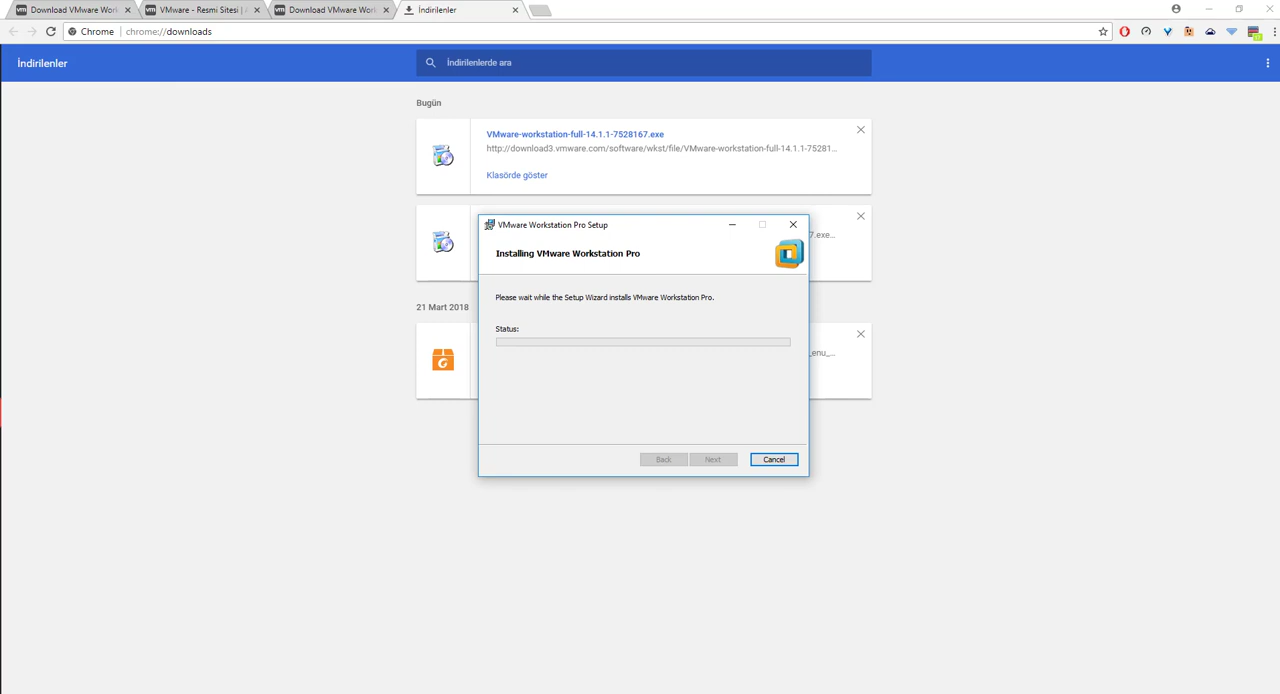 Download VMware Work
VMware - Resmi Sitesi |
Download VMware Work
İndirilenler
Chrome
chrome://downloads
İndirilenler
İndirilenlerde ara
Bugün
VMware-workstation-full-14.1.1-7528167.exe
http://download3.vmware.com/software/wkst/file/VMware-workstation-full-14.1.1-75281...
Klasörde göster
7.exe...
21 Mart 2018
_enu_...
VMware Workstation Pro Setup
Installing VMware Workstation Pro
Please wait while the Setup Wizard installs VMware Workstation Pro.
Status:
Back
Next
Cancel